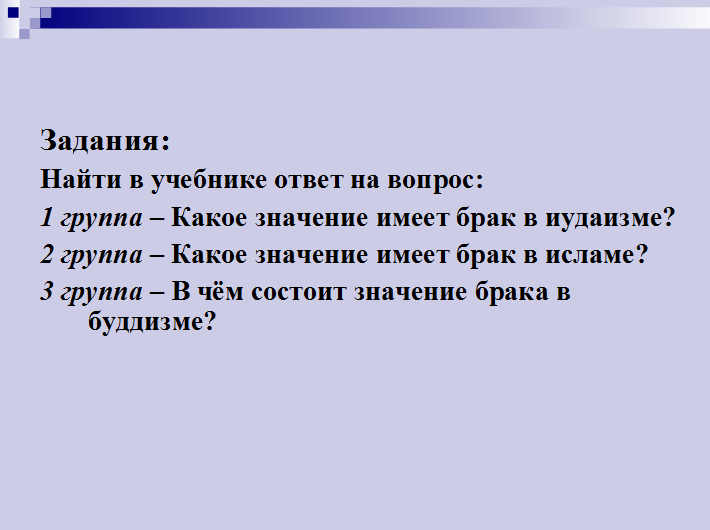 Задания:
Найти в учебнике ответ на вопрос:
1 группа – Какое значение имеет брак в иудаизме?
2 группа – Какое значение имеет брак в исламе?
3 группа – В чём состоит значение брака в
буддизме?